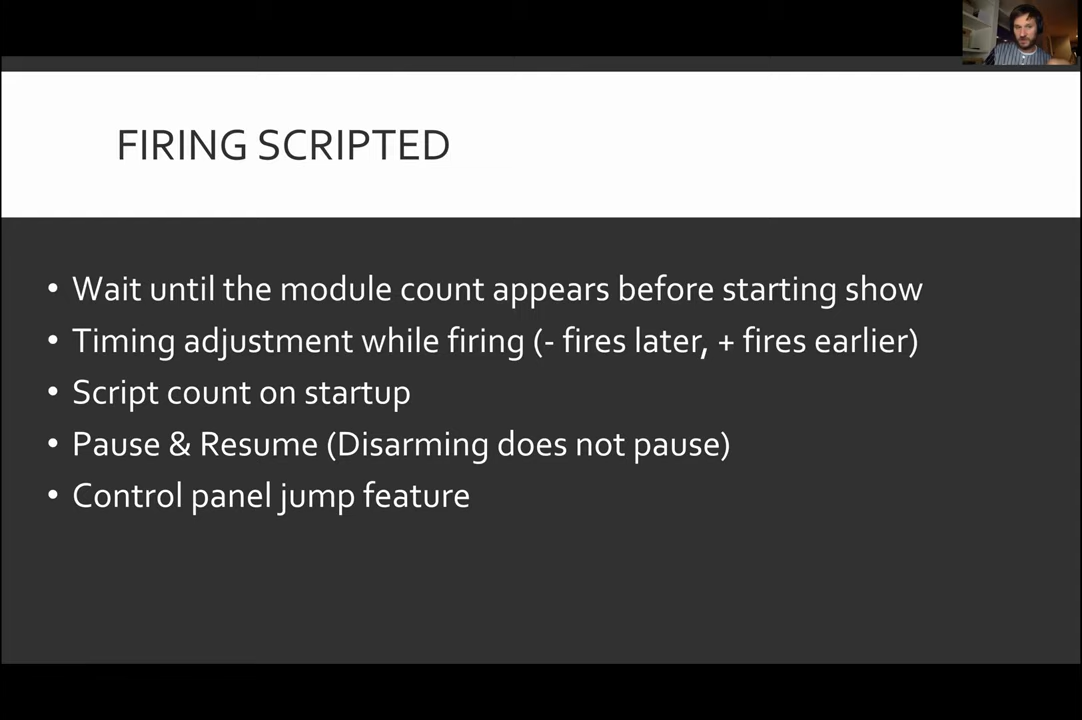 FIRING SCRIPTED
• Wait until the module count appears before starting show
• Timing adjustment while firing (- fires later, + fires earlier)
• Script count on startup
• Pause & Resume (Disarming does not pause)
• Control panel jump feature